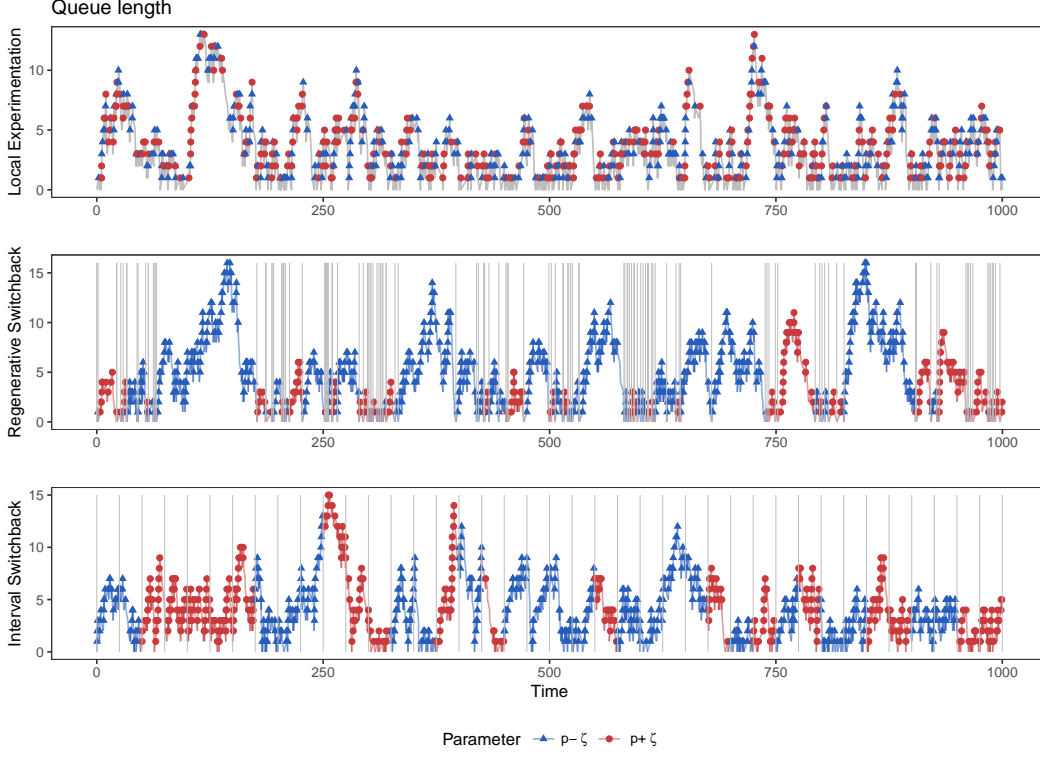 Queue length
Local Experimentation
10
5
0
0 250 500 750 1000
Regenerative Switchback
15
10
5
0
0 250 500 750 1000
Interval Switchback
15
10
5
0
0 250 500 750 1000
Time
Parameter p− ζ p+ ζ